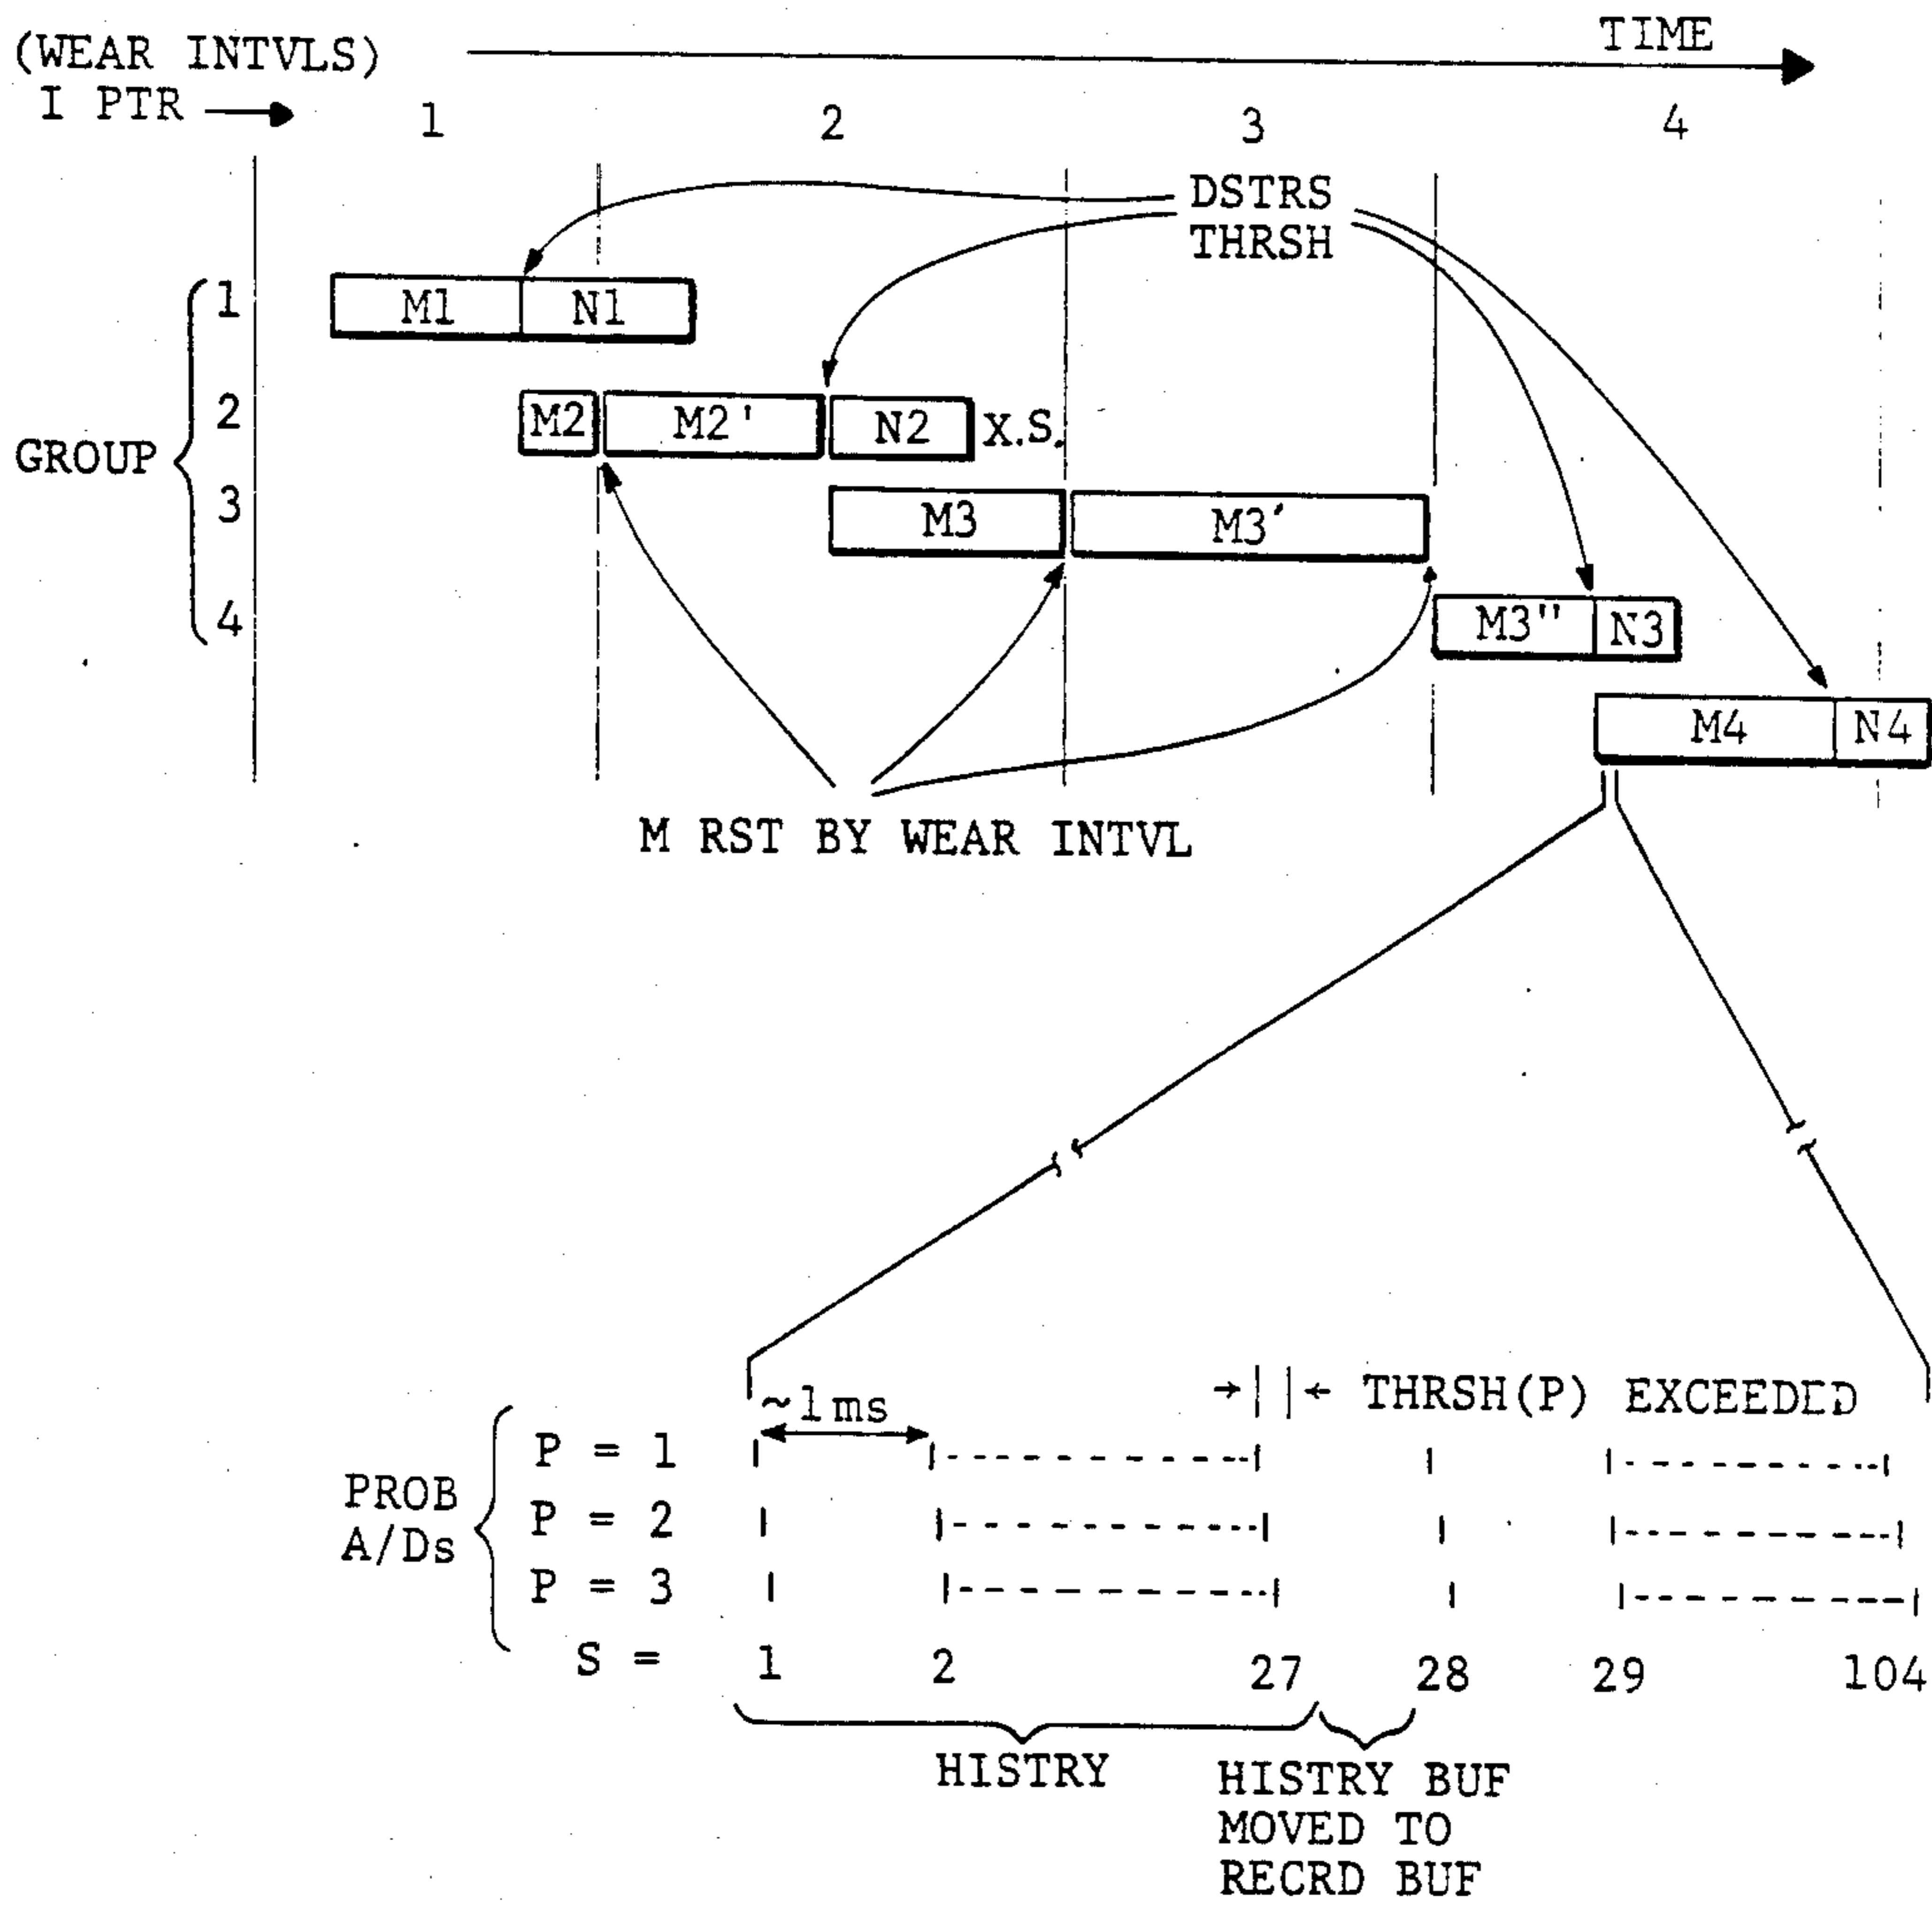 TIME
(WEAR INTVLS)
I PTR
1 2 3 4
DSTRS
THRSH
1 M1 N1
2 M2 M2' N2 X.S.
GROUP
3 M3 M3'
4 M3" N3
M4 N4
M RST BY WEAR INTVL
THRSH(P) EXCEEDED
~1ms
P = 1
PROB
A/Ds
P = 2
P = 3
S = 1 2 27 28 29 104
HISTRY
HISTRY BUF
MOVED TO
RECRD BUF